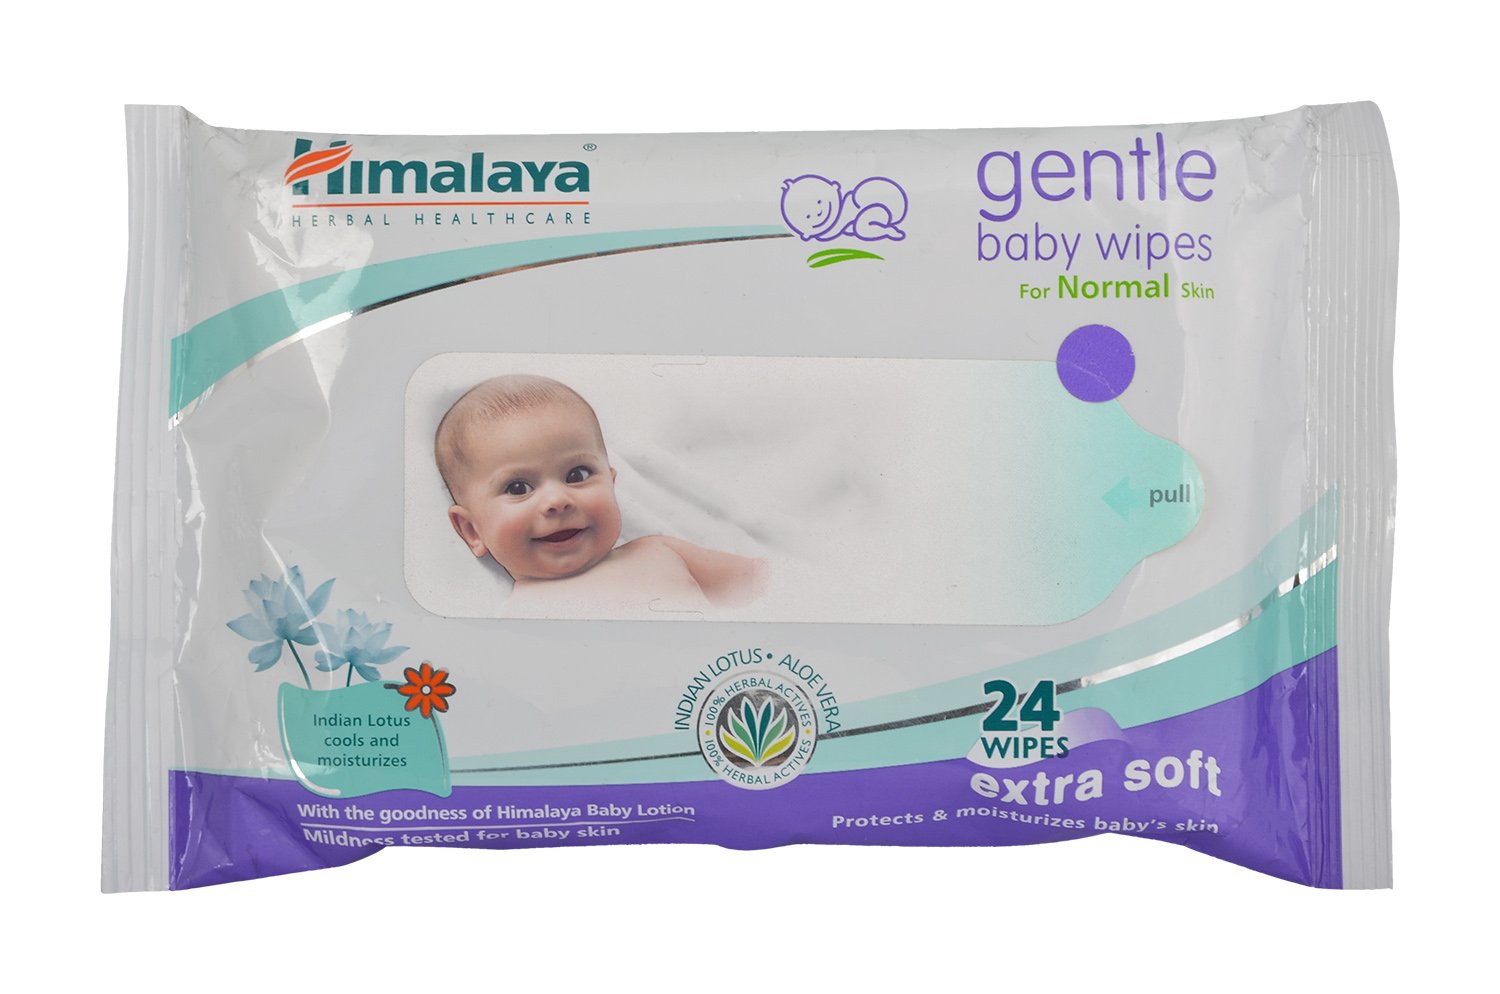 Himalaya®
HERBAL HEALTHCARE
gentle
baby wipes
For Normal Skin
pull
INDIAN LOTUS • ALOE VERA
100% HERBAL ACTIVES • 100% HERBAL ACTIVES •
Indian Lotus
cools and
moisturizes
24
WIPES
extra soft
With the goodness of Himalaya Baby Lotion
Mildness tested for baby skin
Protects & moisturizes baby's skin